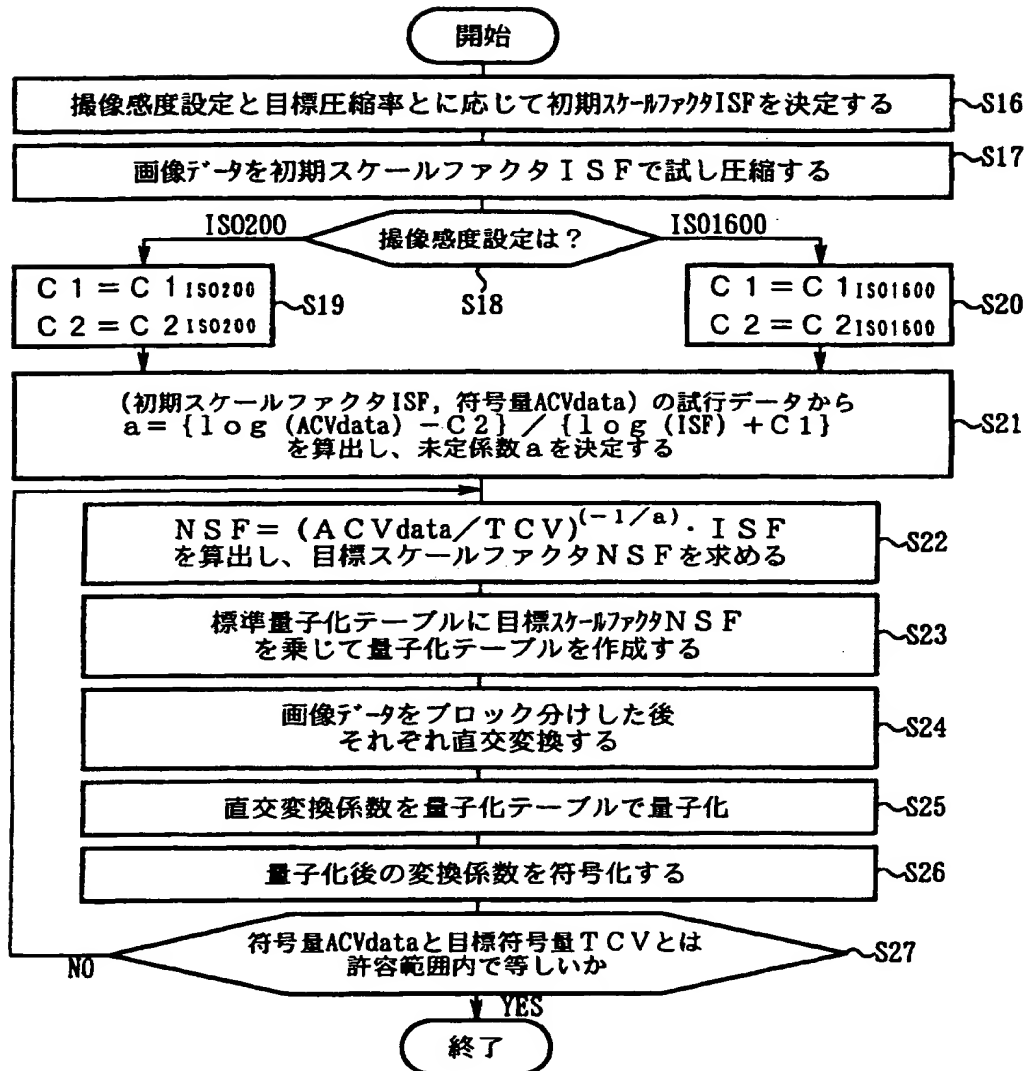 開始
撮像感度設定と目標圧縮率とに応じて初期ｽｹｰﾙﾌｧｸﾀISFを決定する
S16
画像ﾃﾞｰﾀを初期スケールファクタＩＳＦで試し圧縮する
S17
ISO200
撮像感度設定は？
ISO1600
S18
Ｃ１＝Ｃ１ISO200
Ｃ２＝Ｃ２ISO200
S19
Ｃ１＝Ｃ１ISO1600
Ｃ２＝Ｃ２ISO1600
S20
(初期スケールファクタISF, 符号量ACVdata) の試行データから
ａ＝｛ｌｏｇ (ACVdata) －Ｃ２｝／｛ｌｏｇ (ISF) ＋Ｃ１｝
を算出し、未定係数ａを決定する
S21
ＮＳＦ＝ (ＡＣＶdata／ＴＣＶ)(－１／ａ)・ＩＳＦ
を算出し、目標スケールファクタＮＳＦを求める
S22
標準量子化テーブルに目標ｽｹｰﾙﾌｧｸﾀＮＳＦ
を乗じて量子化テーブルを作成する
S23
画像ﾃﾞｰﾀをブロック分けした後
それぞれ直交変換する
S24
直交変換係数を量子化テーブルで量子化
S25
量子化後の変換係数を符号化する
S26
符号量ACVdataと目標符号量ＴＣＶとは
許容範囲内で等しいか
S27
NO
YES
終了